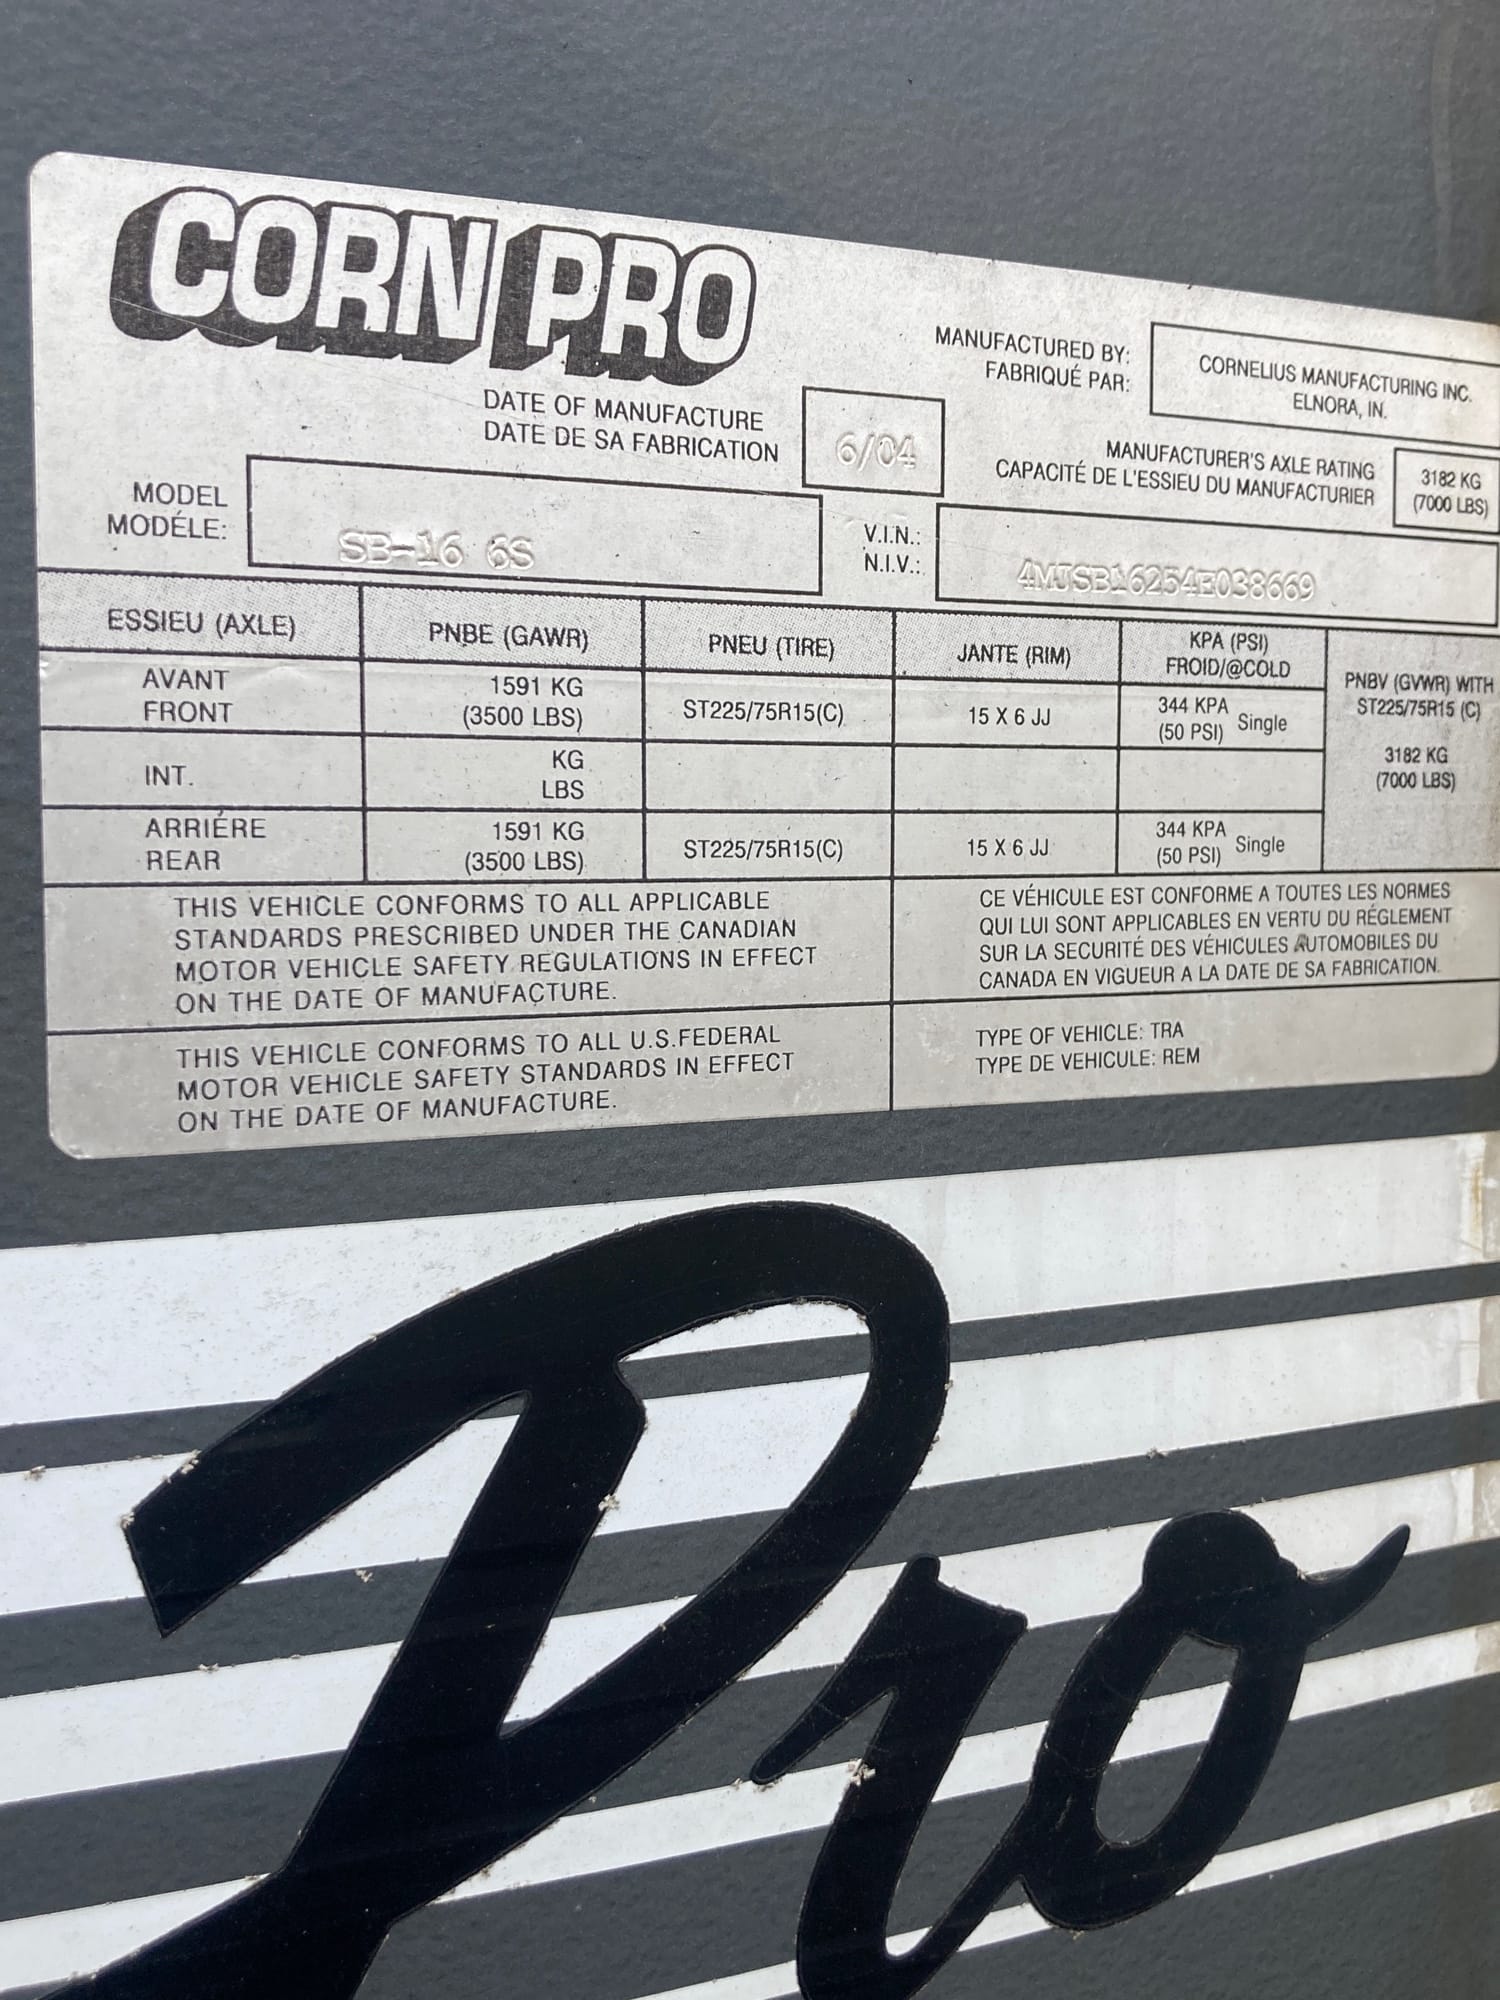 CORN PRO
MANUFACTURED BY:
FABRIQUÉ PAR:
CORNELIUS MANUFACTURING INC.
ELNORA, IN.
DATE OF MANUFACTURE
DATE DE SA FABRICATION
6/04
MANUFACTURER'S AXLE RATING
CAPACITÉ DE L'ESSIEU DU MANUFACTURIER
3182 KG
(7000 LBS)
MODEL
MODÉLE:
SB-16 6S
V.I.N.:
N.I.V.:
4MJSB16254E038669
ESSIEU (AXLE)
PNBE (GAWR)
PNEU (TIRE)
JANTE (RIM)
KPA (PSI)
FROID/@COLD
PNBV (GVWR) WITH
ST225/75R15 (C)
3182 KG
(7000 LBS)
AVANT
FRONT
1591 KG
(3500 LBS)
ST225/75R15(C)
15 X 6 JJ
344 KPA
(50 PSI) Single
INT.
KG
LBS
ARRIÉRE
REAR
1591 KG
(3500 LBS)
ST225/75R15(C)
15 X 6 JJ
344 KPA
(50 PSI) Single
THIS VEHICLE CONFORMS TO ALL APPLICABLE
STANDARDS PRESCRIBED UNDER THE CANADIAN
MOTOR VEHICLE SAFETY REGULATIONS IN EFFECT
ON THE DATE OF MANUFACTURE.
CE VÉHICULE EST CONFORME A TOUTES LES NORMES
QUI LUI SONT APPLICABLES EN VERTU DU RÉGLEMENT
SUR LA SECURITÉ DES VÉHICULES AUTOMOBILES DU
CANADA EN VIGUEUR A LA DATE DE SA FABRICATION.
THIS VEHICLE CONFORMS TO ALL U.S.FEDERAL
MOTOR VEHICLE SAFETY STANDARDS IN EFFECT
ON THE DATE OF MANUFACTURE.
TYPE OF VEHICLE: TRA
TYPE DE VEHICULE: REM
Pro